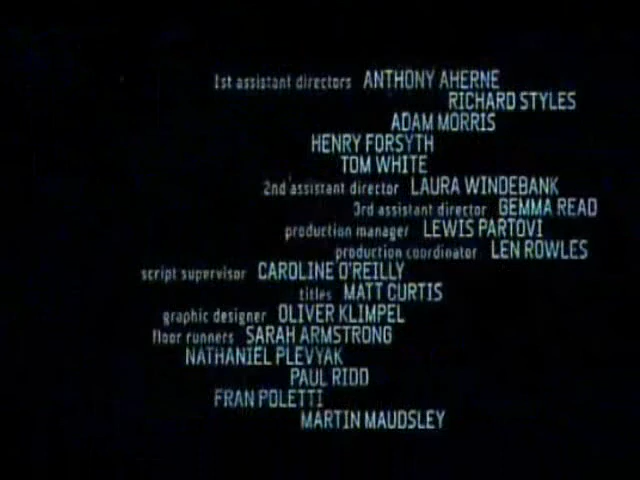 1st assistant directors ANTHONY AHERNE
RICHARD STYLES
ADAM MORRIS
HENRY FORSYTH
TOM WHITE
2nd assistant director LAURA WINDEBANK
3rd assistant director GEMMA READ
production manager LEWIS PARTOVI
production coordinator LEN ROWLES
script supervisor CAROLINE O'REILLY
titles MATT CURTIS
graphic designer OLIVER KLIMPEL
floor runners SARAH ARMSTRONG
NATHANIEL PLEVYAK
PAUL RIDD
FRAN POLETTI
MARTIN MAUDSLEY